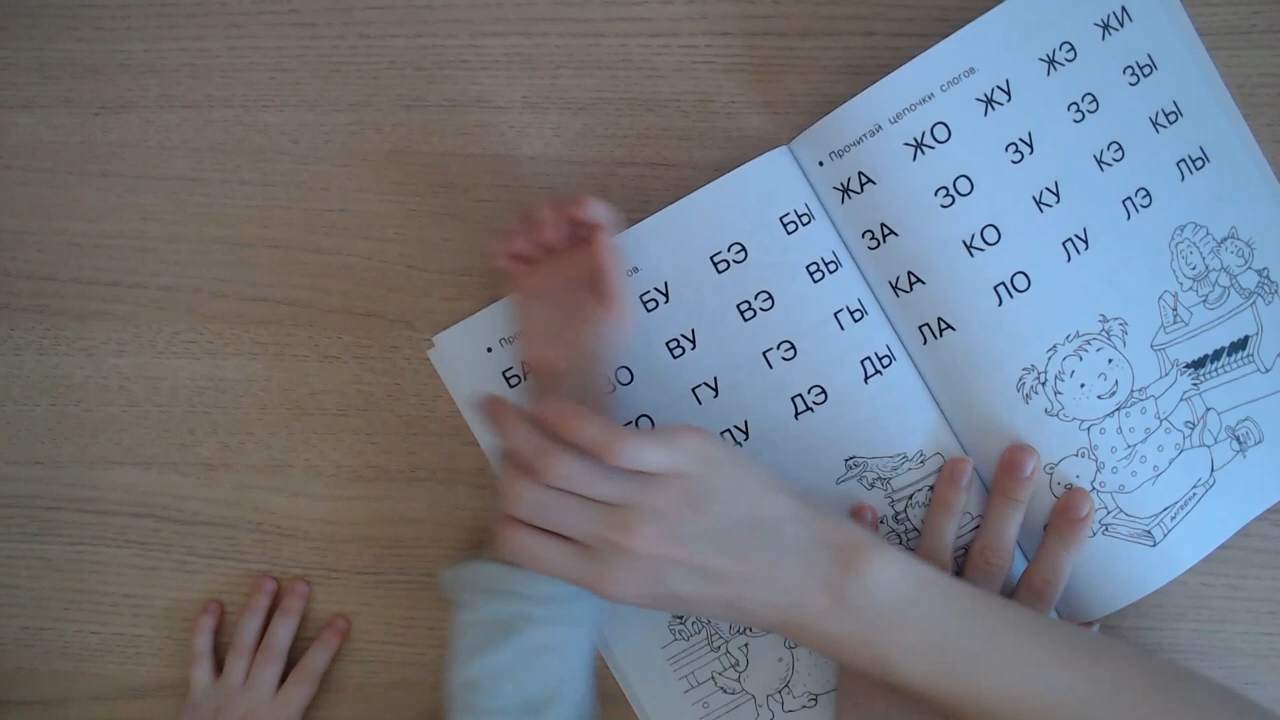 БУ БЭ БЫ
ВУ ВЭ ВЫ
ГУ ГЭ ГЫ
ДУ ДЭ ДЫ
• Прочитай цепочки слогов.
ЖА ЖО ЖУ ЖЭ ЖИ
ЗА ЗО ЗУ ЗЭ ЗЫ
КА КО КУ КЭ КЫ
ЛА ЛО ЛУ ЛЭ ЛЫ